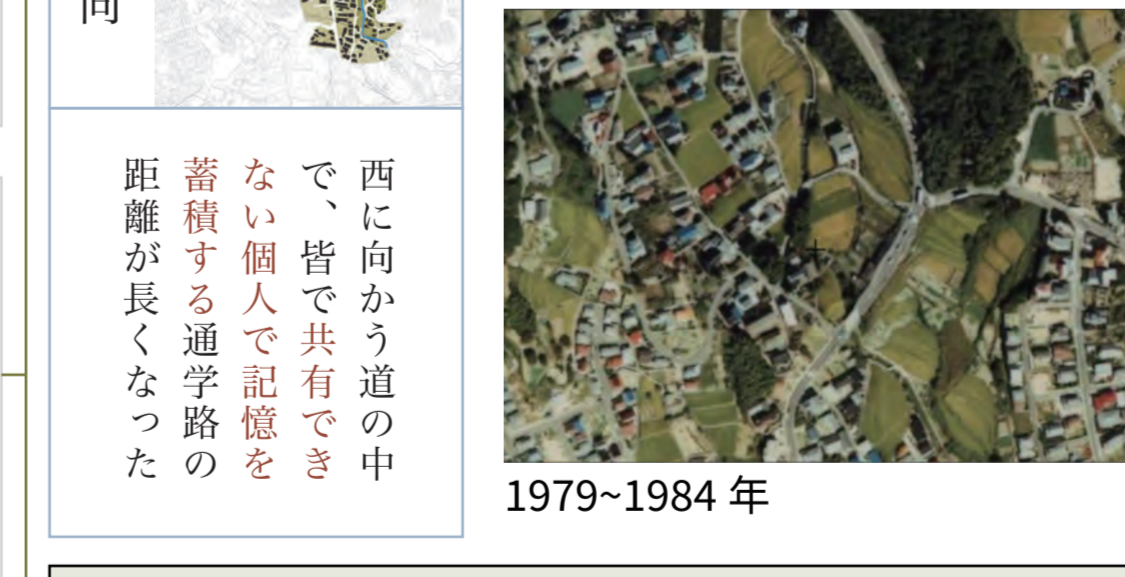 西に向かう道の中
で、皆で共有でき
ない個人で記憶を
蓄積する通学路の
距離が長くなった
1979~1984 年